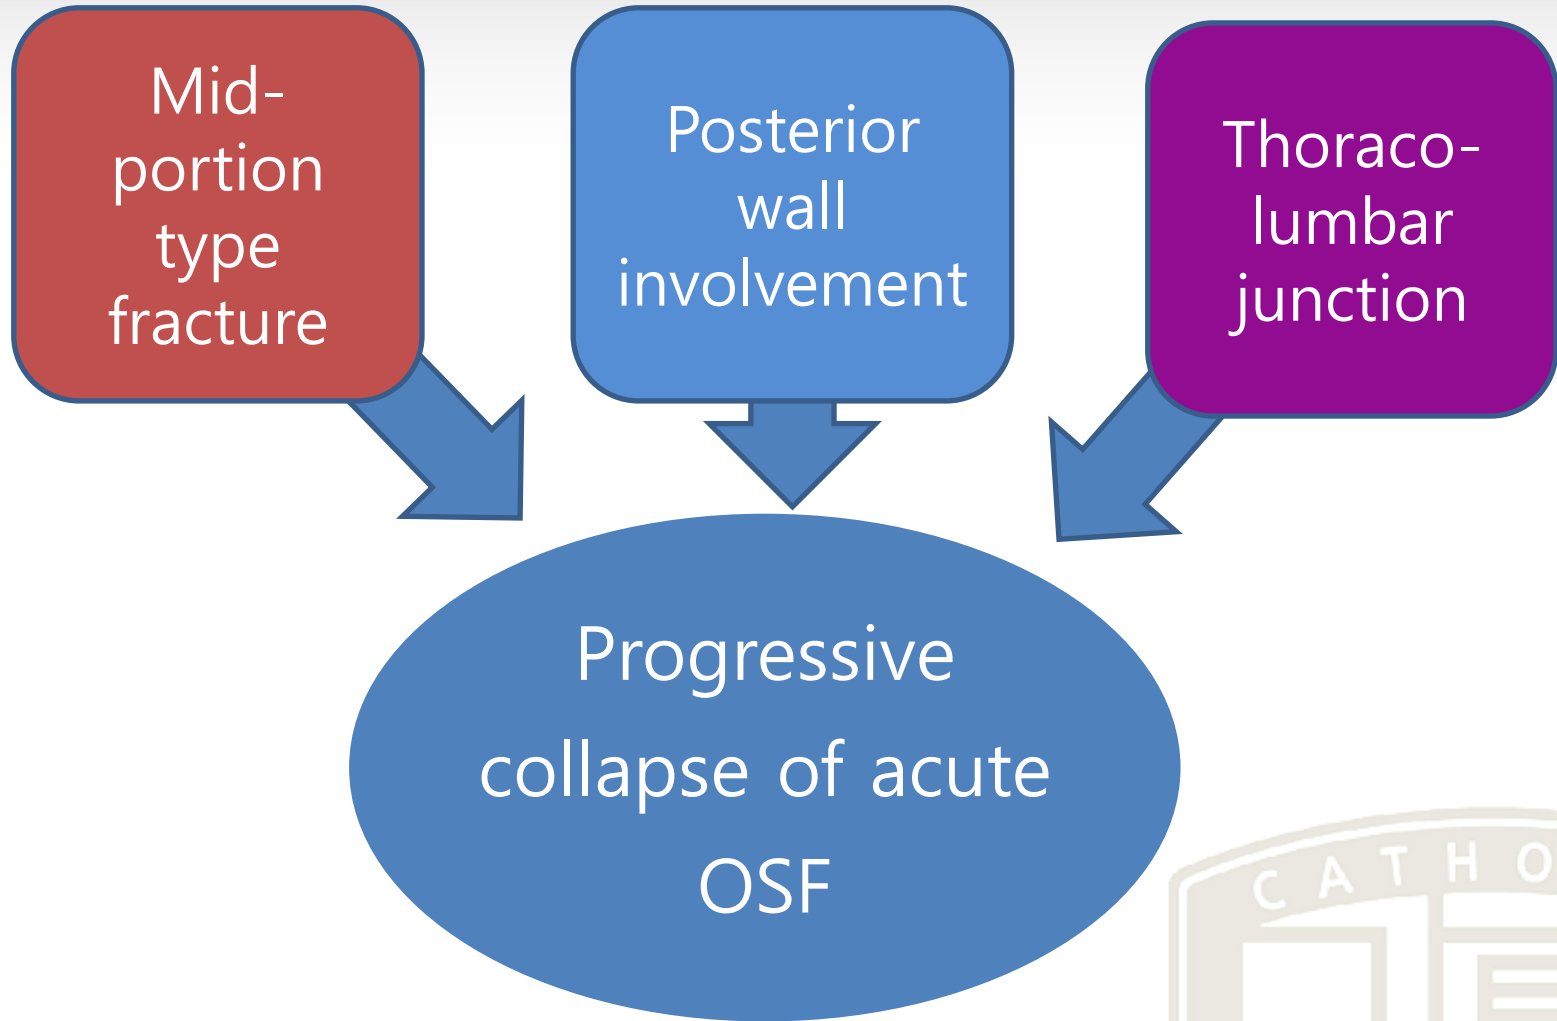 Mid-
portion
type
fracture
Posterior
wall
involvement
Thoraco-
lumbar
junction
Progressive
collapse of acute
OSF
CATHO